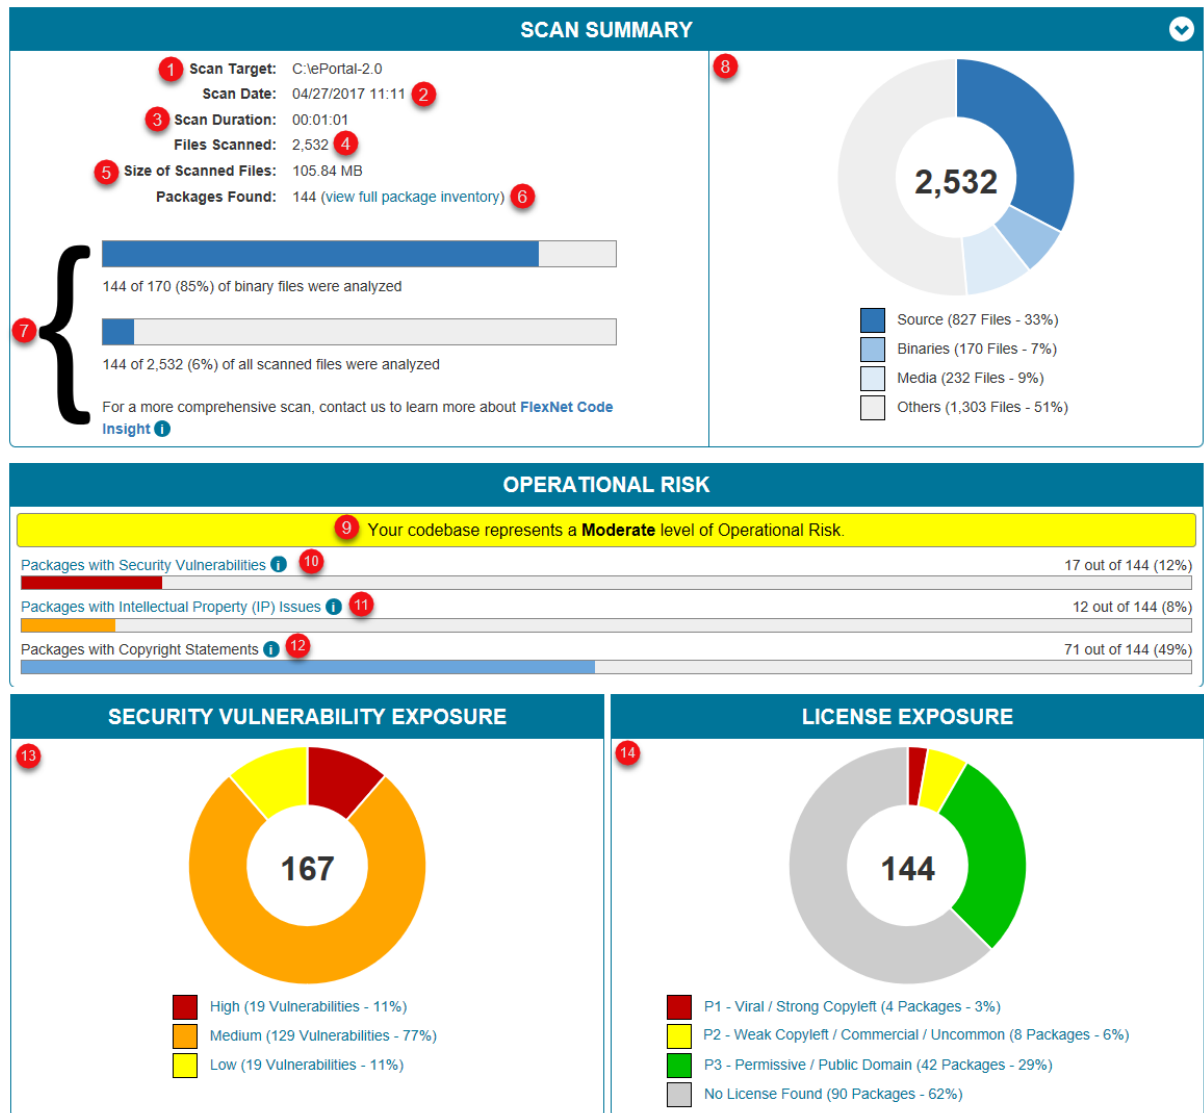 SCAN SUMMARY
1 Scan Target: C:\ePortal-2.0
Scan Date: 04/27/2017 11:11 2
3 Scan Duration: 00:01:01
Files Scanned: 2,532 4
5 Size of Scanned Files: 105.84 MB
Packages Found: 144 (view full package inventory) 6
7
144 of 170 (85%) of binary files were analyzed
144 of 2,532 (6%) of all scanned files were analyzed
For a more comprehensive scan, contact us to learn more about FlexNet Code
Insight i
8
2,532
Source (827 Files - 33%)
Binaries (170 Files - 7%)
Media (232 Files - 9%)
Others (1,303 Files - 51%)
OPERATIONAL RISK
9 Your codebase represents a Moderate level of Operational Risk.
Packages with Security Vulnerabilities i 10 17 out of 144 (12%)
Packages with Intellectual Property (IP) Issues i 11 12 out of 144 (8%)
Packages with Copyright Statements i 12 71 out of 144 (49%)
SECURITY VULNERABILITY EXPOSURE
13
167
High (19 Vulnerabilities - 11%)
Medium (129 Vulnerabilities - 77%)
Low (19 Vulnerabilities - 11%)
LICENSE EXPOSURE
14
144
P1 - Viral / Strong Copyleft (4 Packages - 3%)
P2 - Weak Copyleft / Commercial / Uncommon (8 Packages - 6%)
P3 - Permissive / Public Domain (42 Packages - 29%)
No License Found (90 Packages - 62%)